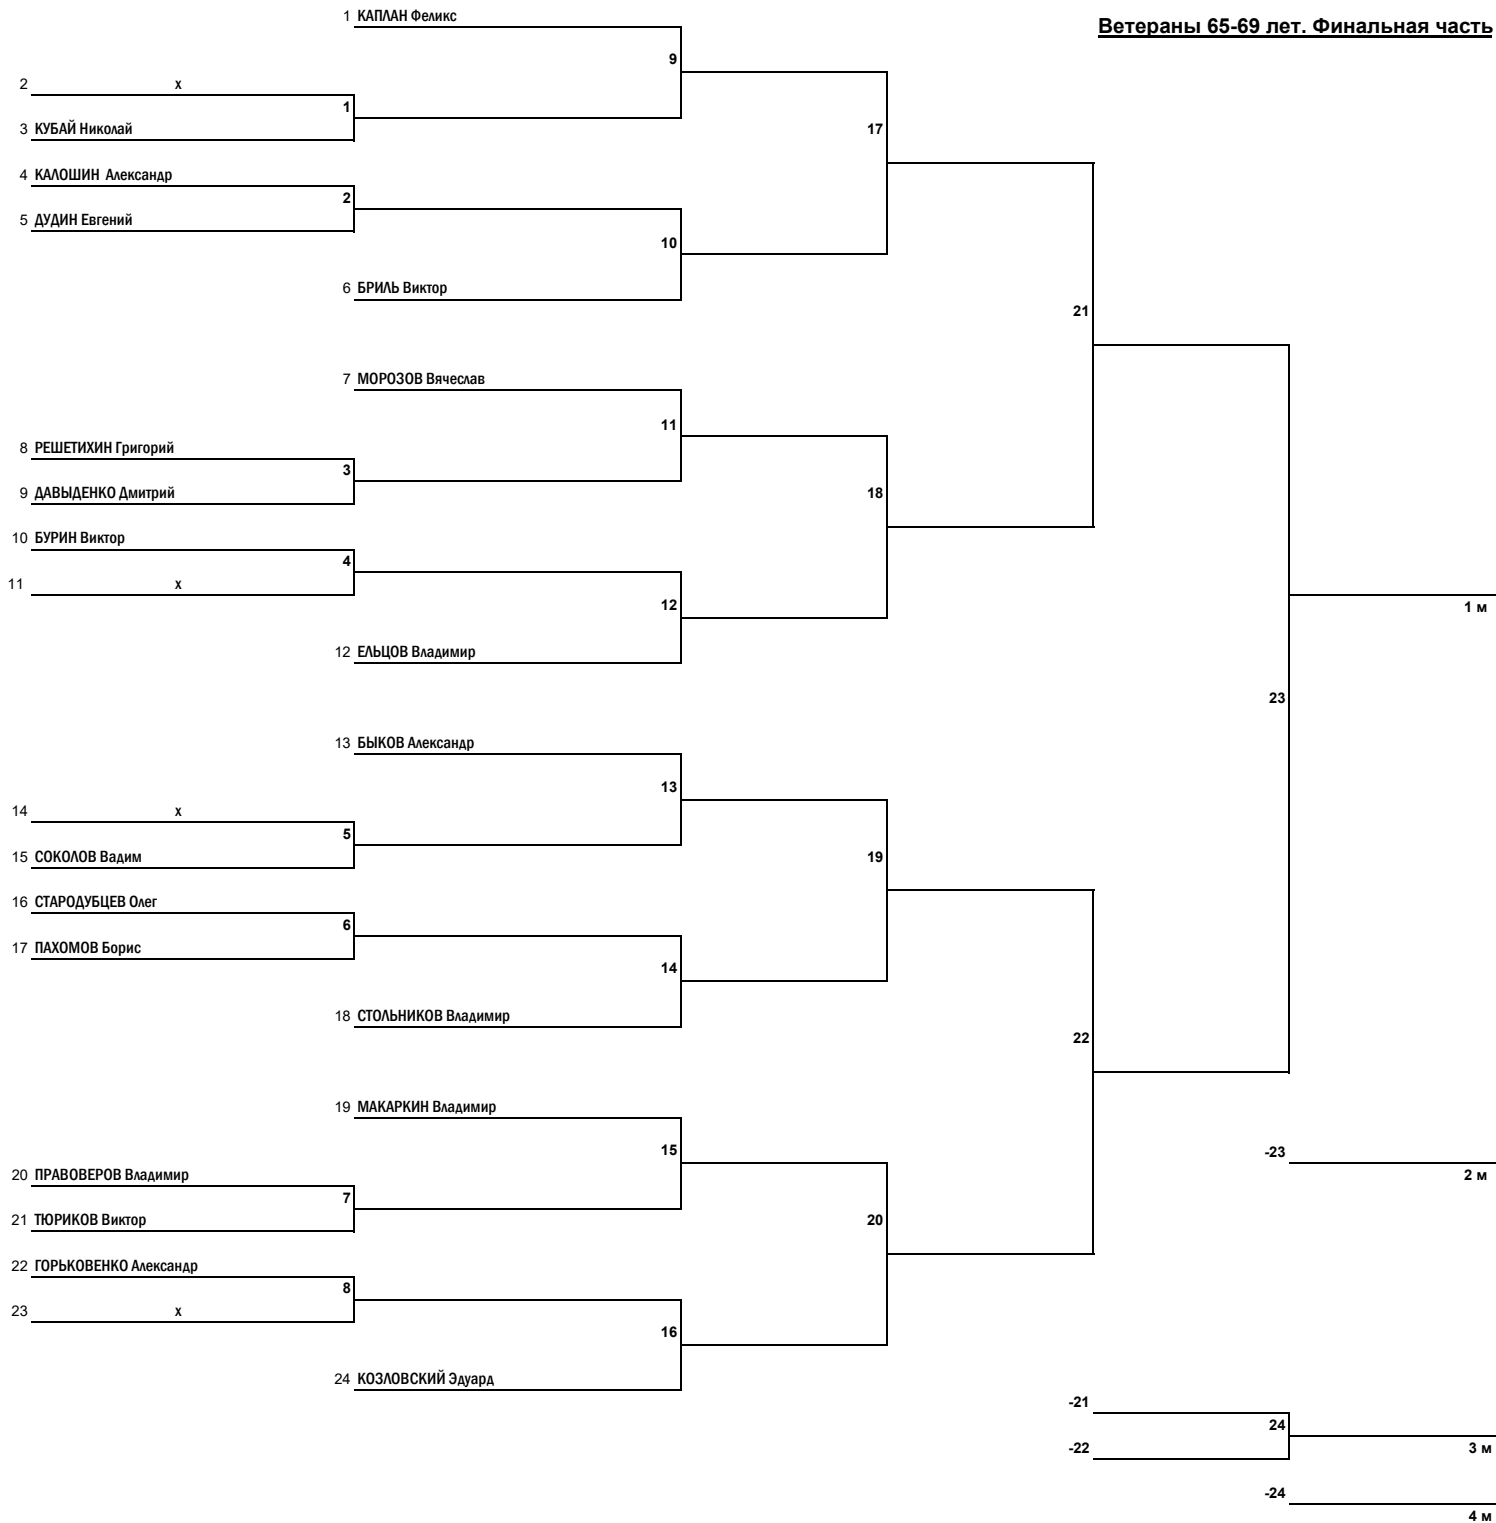 1 КАПЛАН Феликс
Ветераны 65-69 лет. Финальная часть
9
2 х
1
3 КУБАЙ Николай
17
4 КАЛОШИН Александр
2
5 ДУДИН Евгений
10
6 БРИЛЬ Виктор
21
7 МОРОЗОВ Вячеслав
11
8 РЕШЕТИХИН Григорий
3
9 ДАВЫДЕНКО Дмитрий
18
10 БУРИН Виктор
4
11 х
12
1 м
12 ЕЛЬЦОВ Владимир
23
13 БЫКОВ Александр
13
14 х
5
15 СОКОЛОВ Вадим
19
16 СТАРОДУБЦЕВ Олег
6
17 ПАХОМОВ Борис
14
18 СТОЛЬНИКОВ Владимир
22
19 МАКАРКИН Владимир
15
-23
20 ПРАВОВЕРОВ Владимир
2 м
7
21 ТЮРИКОВ Виктор
20
22 ГОРЬКОВЕНКО Александр
8
23 х
16
24 КОЗЛОВСКИЙ Эдуард
-21
24
-22
3 м
-24
4 м